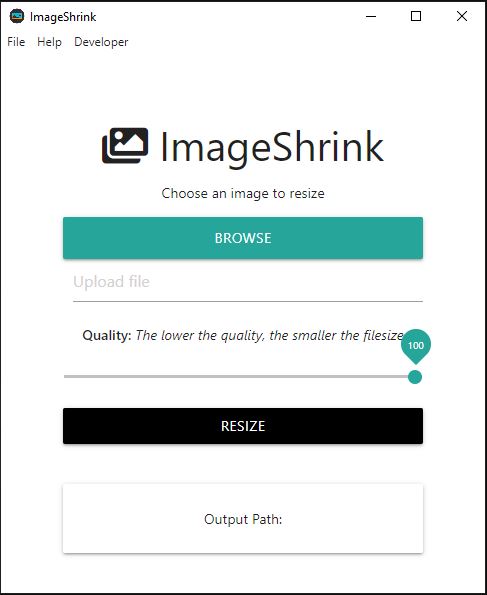 ImageShrink
File Help Developer
ImageShrink
Choose an image to resize
BROWSE
Upload file
Quality: The lower the quality, the smaller the filesize
100
RESIZE
Output Path: